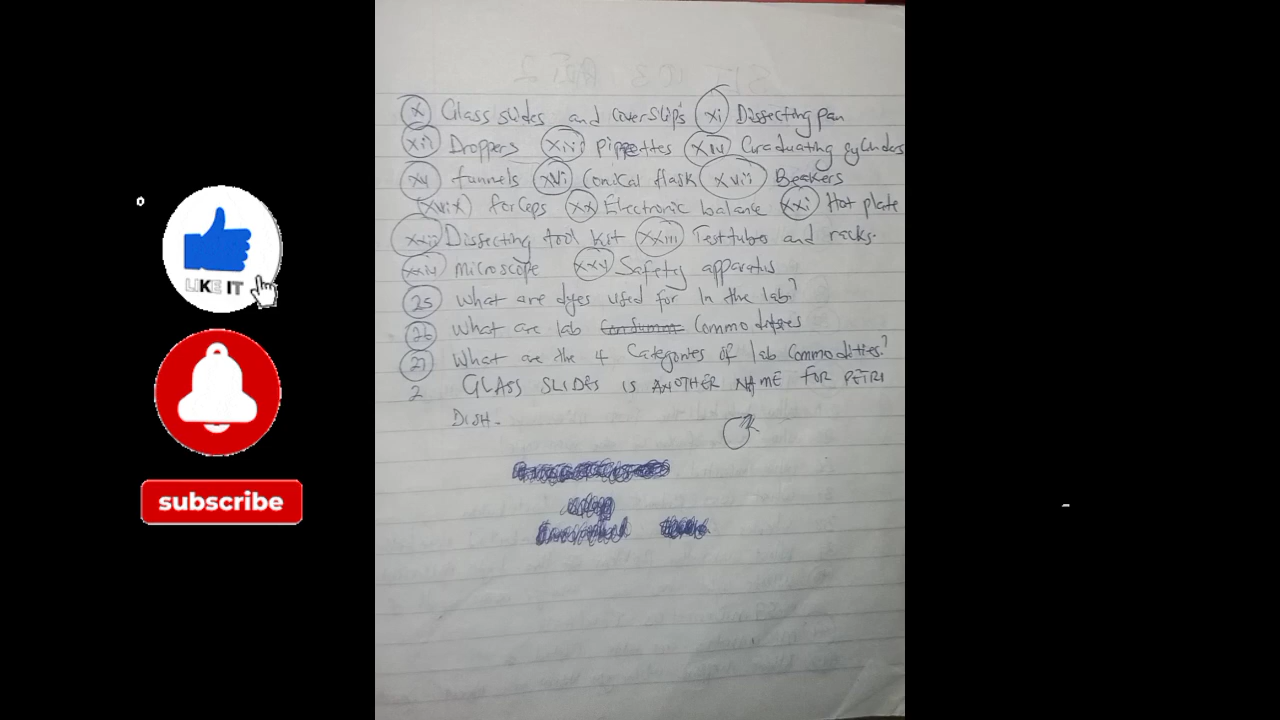 (x) Glass slides and coverslips (xi) Dissecting pan
(xii) Droppers (xiii) Pippettes (xiv) Graduating cylinders
(xv) funnels (xvi) Conical flask (xvii) Beakers
(xvix) forceps (xx) Electronic balance (xxi) Hot plate
(xxii) Dissecting tool kit (xxiii) Testtubes and racks.
(xxiv) microscope (xxv) Safety apparatus
(25) what are dyes used for in the lab?
(26) What are lab commodities
(27) What are the 4 Categories of lab commodities?
2 GLASS SLIDES IS ANOTHER NAME FOR PETRI
DISH.
LIKE IT
subscribe